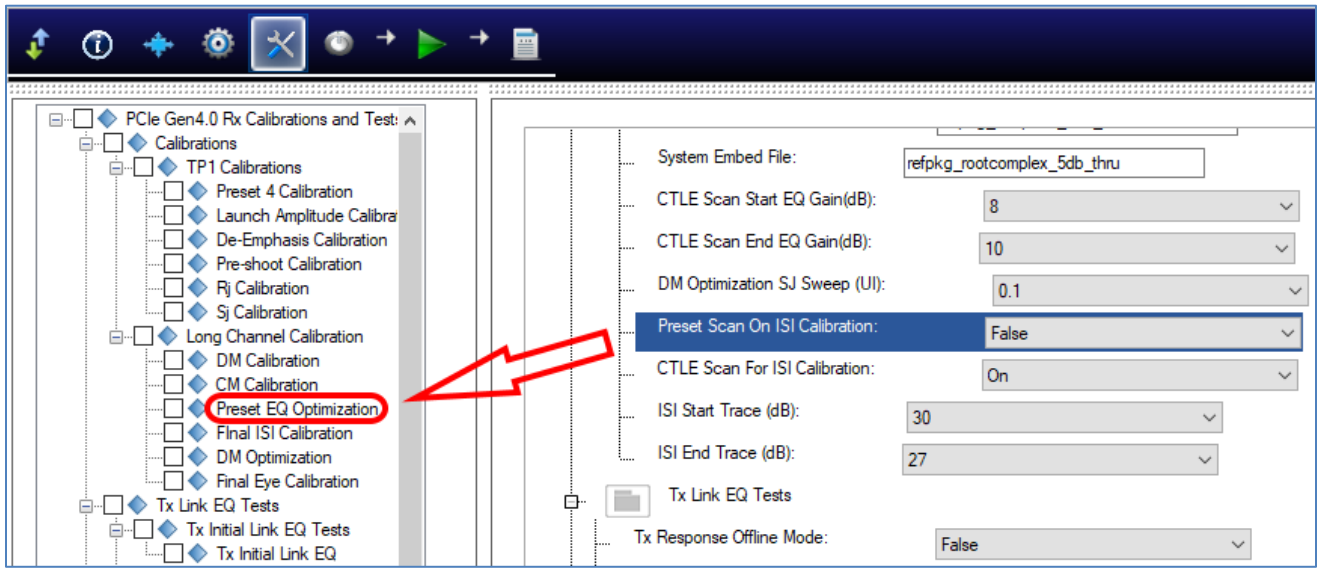 PCIe Gen4.0 Rx Calibrations and Test
Calibrations
TP1 Calibrations
Preset 4 Calibration
Launch Amplitude Calibra
De-Emphasis Calibration
Pre-shoot Calibration
Rj Calibration
Sj Calibration
Long Channel Calibration
DM Calibration
CM Calibration
Preset EQ Optimization
FInal ISI Calibration
DM Optimization
Final Eye Calibration
Tx Link EQ Tests
Tx Initial Link EQ Tests
Tx Initial Link EQ
System Embed File: refpkg_rootcomplex_5db_thru
CTLE Scan Start EQ Gain(dB): 8
CTLE Scan End EQ Gain(dB): 10
DM Optimization SJ Sweep (UI): 0.1
Preset Scan On ISI Calibration: False
CTLE Scan For ISI Calibration: On
ISI Start Trace (dB): 30
ISI End Trace (dB): 27
Tx Link EQ Tests
Tx Response Offline Mode: False